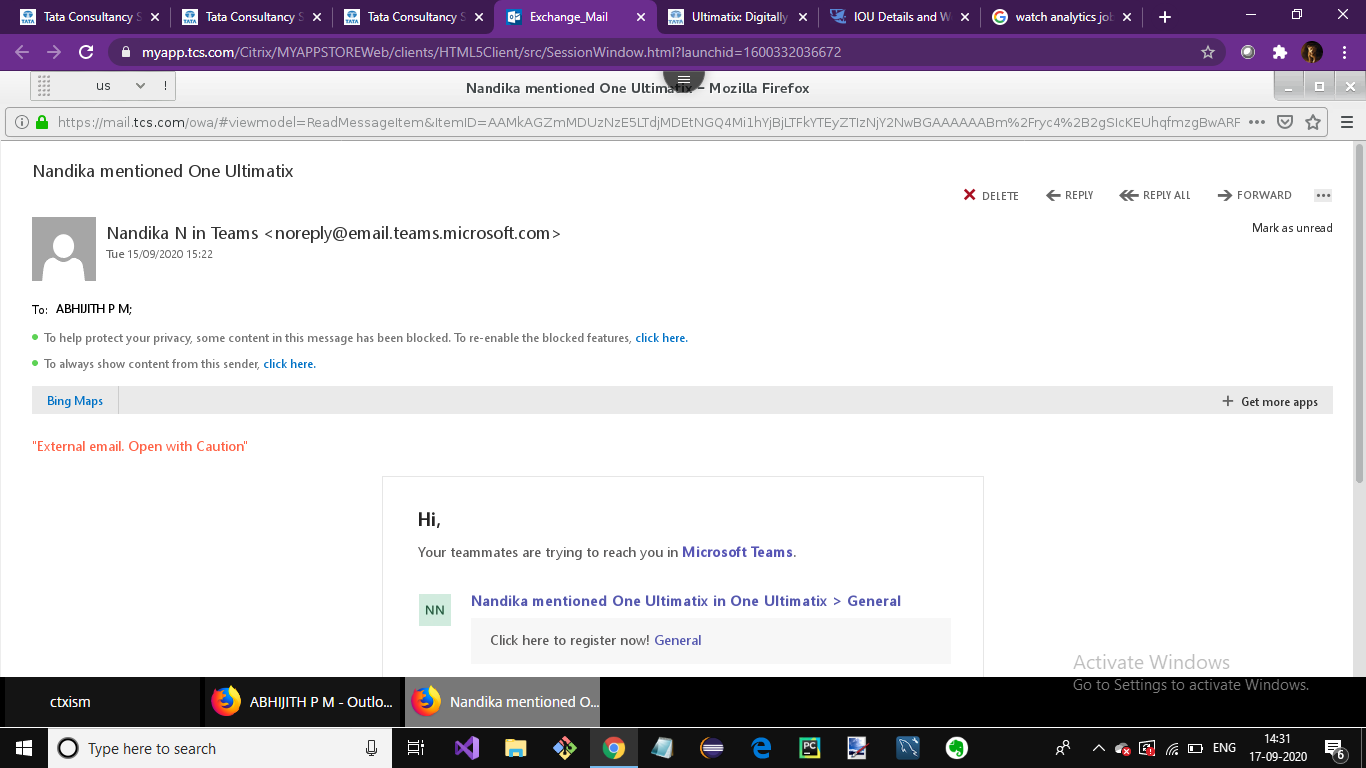 Tata Consultancy S
Tata Consultancy S
Tata Consultancy S
Exchange_Mail
Ultimatix: Digitally
IOU Details and W
watch analytics jo
myapp.tcs.com/Citrix/MYAPPSTOREWeb/clients/HTML5Client/src/SessionWindow.html?launchid=1600332036672
us !
Nandika mentioned One Ultimatix - Mozilla Firefox
https://mail.tcs.com/owa/#viewmodel=ReadMessageItem&ItemID=
Nandika mentioned One Ultimatix
DELETE REPLY REPLY ALL FORWARD
Nandika N in Teams <noreply@email.teams.microsoft.com>
Mark as unread
Tue 15/09/2020 15:22
To: ABHIJITH P M;
To help protect your privacy, some content in this message has been blocked. To re-enable the blocked features, click here.
To always show content from this sender, click here.
Bing Maps
+ Get more apps
"External email. Open with Caution"
Hi,
Your teammates are trying to reach you in Microsoft Teams.
NN
Nandika mentioned One Ultimatix in One Ultimatix > General
Click here to register now! General
Activate Windows
Go to Settings to activate Windows.
ctxism
ABHIJITH P M - Outlo...
Nandika mentioned O...
Type here to search
ENG
14:31
17-09-2020
6